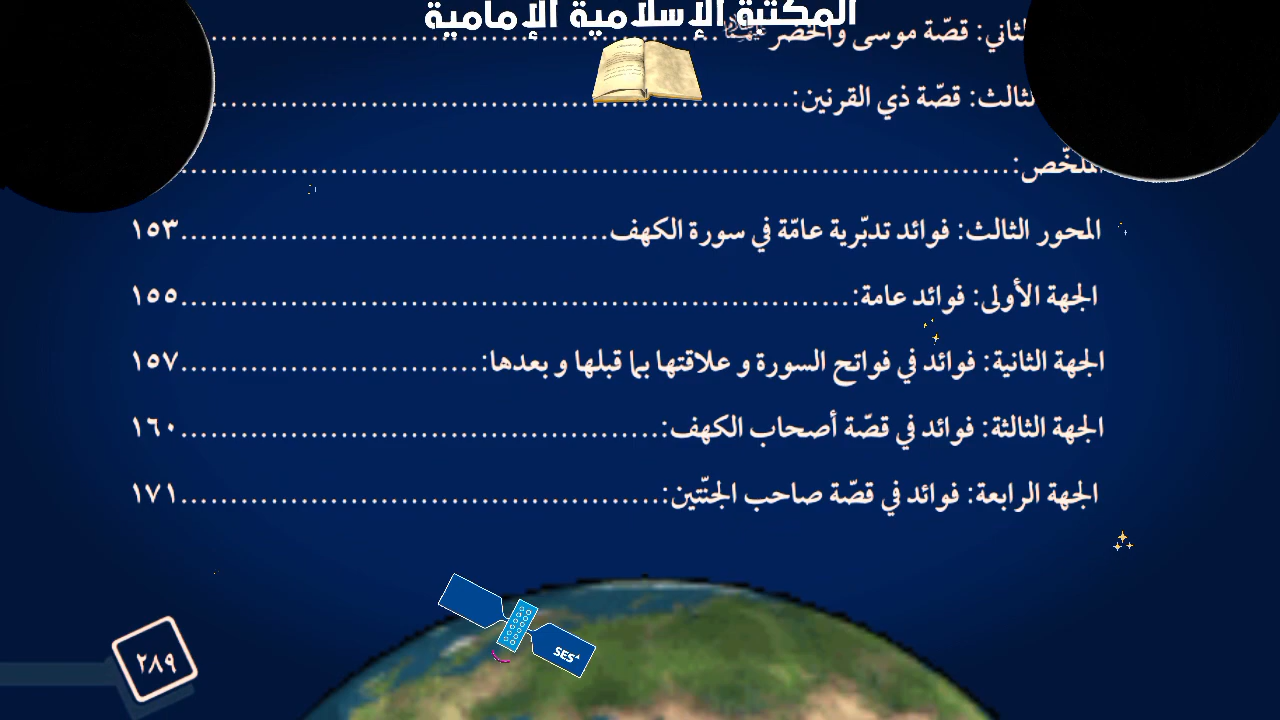 المكتبة الإسلامية الإمامية
قصّة موسى والخضر عليهما السلام
قصّة ذي القرنين:
الملخّص:
المحور الثالث: فوائد تدبّرية عامّة في سورة الكهف ١٥٣
الجهة الأولى: فوائد عامة: ١٥٥
الجهة الثانية: فوائد في فواتح السورة و علاقتها بما قبلها و بعدها: ١٥٧
الجهة الثالثة: فوائد في قصّة أصحاب الكهف: ١٦٠
الجهة الرابعة: فوائد في قصّة صاحب الجنّتين: ١٧١
SES
٢٨٩